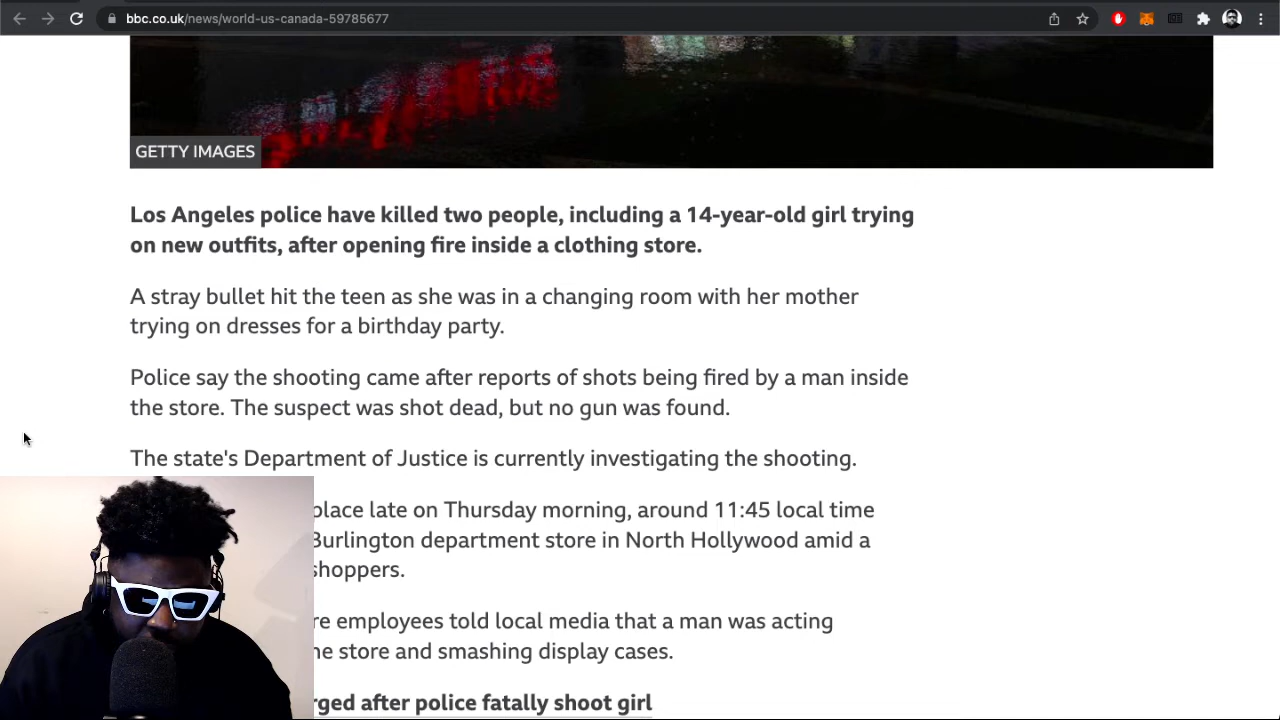 bbc.co.uk/news/world-us-canada-59785677
GETTY IMAGES
Los Angeles police have killed two people, including a 14-year-old girl trying
on new outfits, after opening fire inside a clothing store.
A stray bullet hit the teen as she was in a changing room with her mother
trying on dresses for a birthday party.
Police say the shooting came after reports of shots being fired by a man inside
the store. The suspect was shot dead, but no gun was found.
The state's Department of Justice is currently investigating the shooting.
place late on Thursday morning, around 11:45 local time
Burlington department store in North Hollywood amid a
shoppers.
re employees told local media that a man was acting
he store and smashing display cases.
rged after police fatally shoot girl